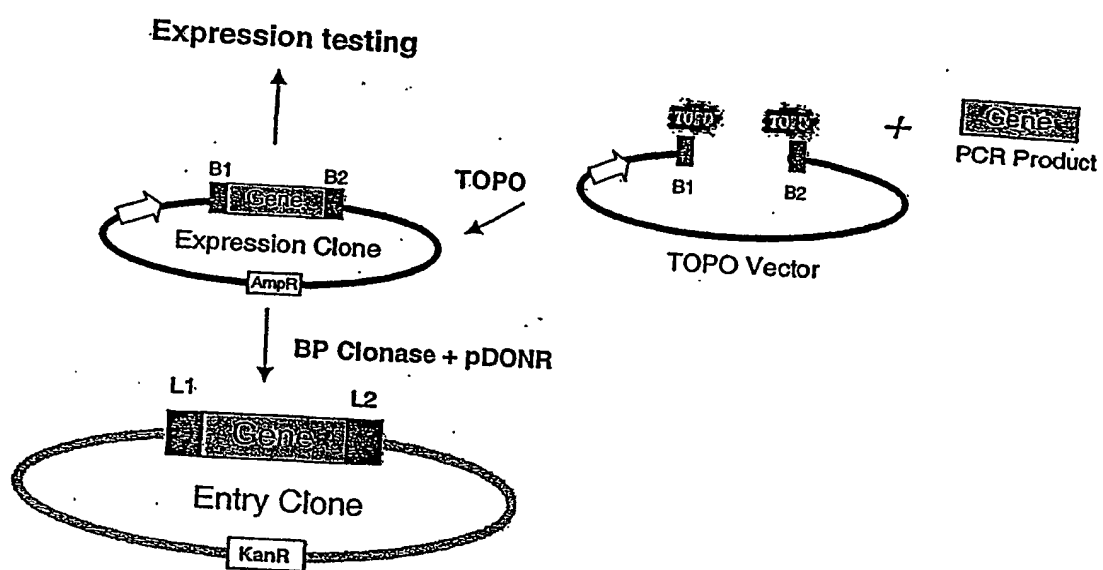 Expression testing
TOPO
TOPO
+
Gene
PCR Product
B1
B2
TOPO Vector
TOPO
B1
B2
Gene
Expression Clone
AmpR
BP Clonase + pDONR
L1
L2
Gene
Entry Clone
KanR